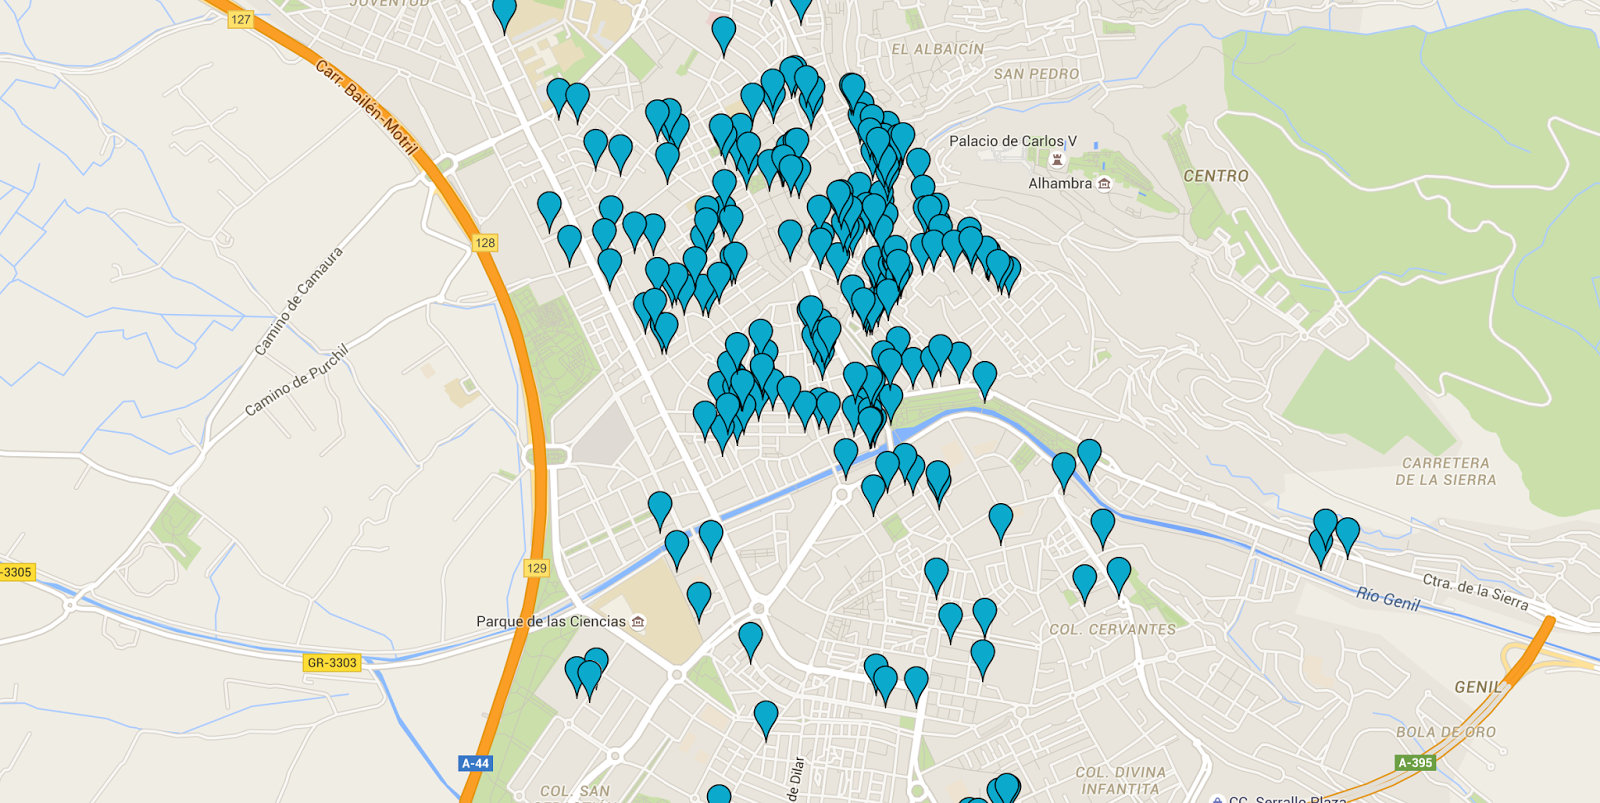 JUVENTUD
127
Carr. Bailén-Motril
EL ALBAICÍN
SAN PEDRO
Palacio de Carlos V
Alhambra
CENTRO
128
Camino de Camaura
Camino de Purchil
CARRETERA
DE LA SIERRA
129
-3305
Ctra. de la Sierra
Río Genil
Parque de las Ciencias
COL. CERVANTES
GR-3303
GENIL
BOLA DE ORO
A-44
A-395
de Dilar
COL. SAN
COL. DIVINA
INFANTITA
CC. Serrallo Plaza